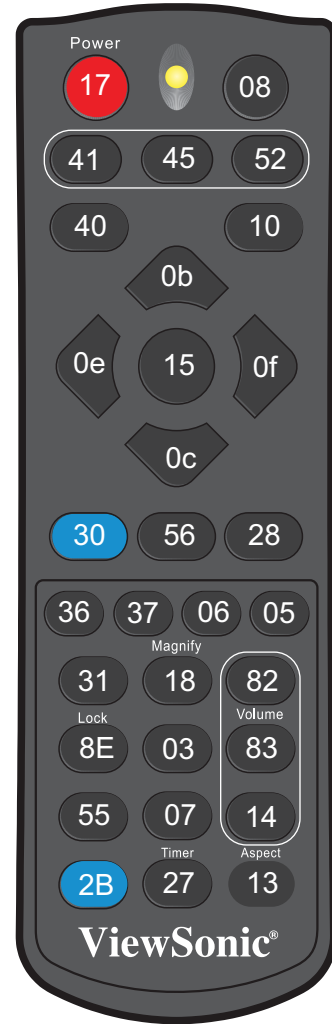 Power
17 08
41 45 52
40 10
0b
0e 15 0f
0c
30 56 28
36 37 06 05
Magnify
31 18 82
Lock Volume
8E 03 83
55 07 14
Timer Aspect
2B 27 13
ViewSonic®